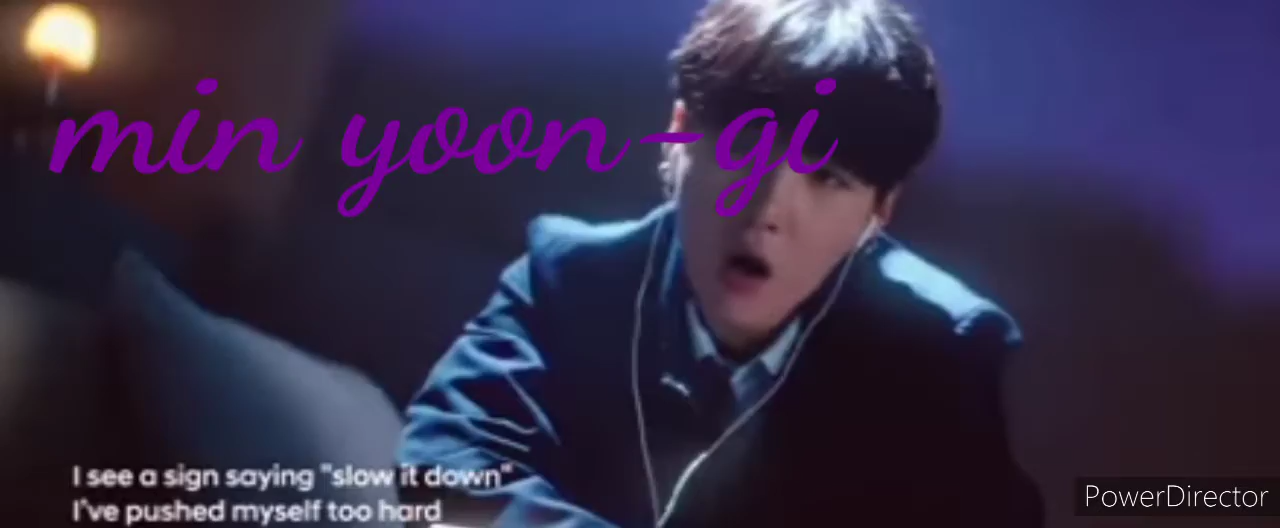 min yoon-gi
I see a sign saying "slow it down"
I've pushed myself too hard
PowerDirector